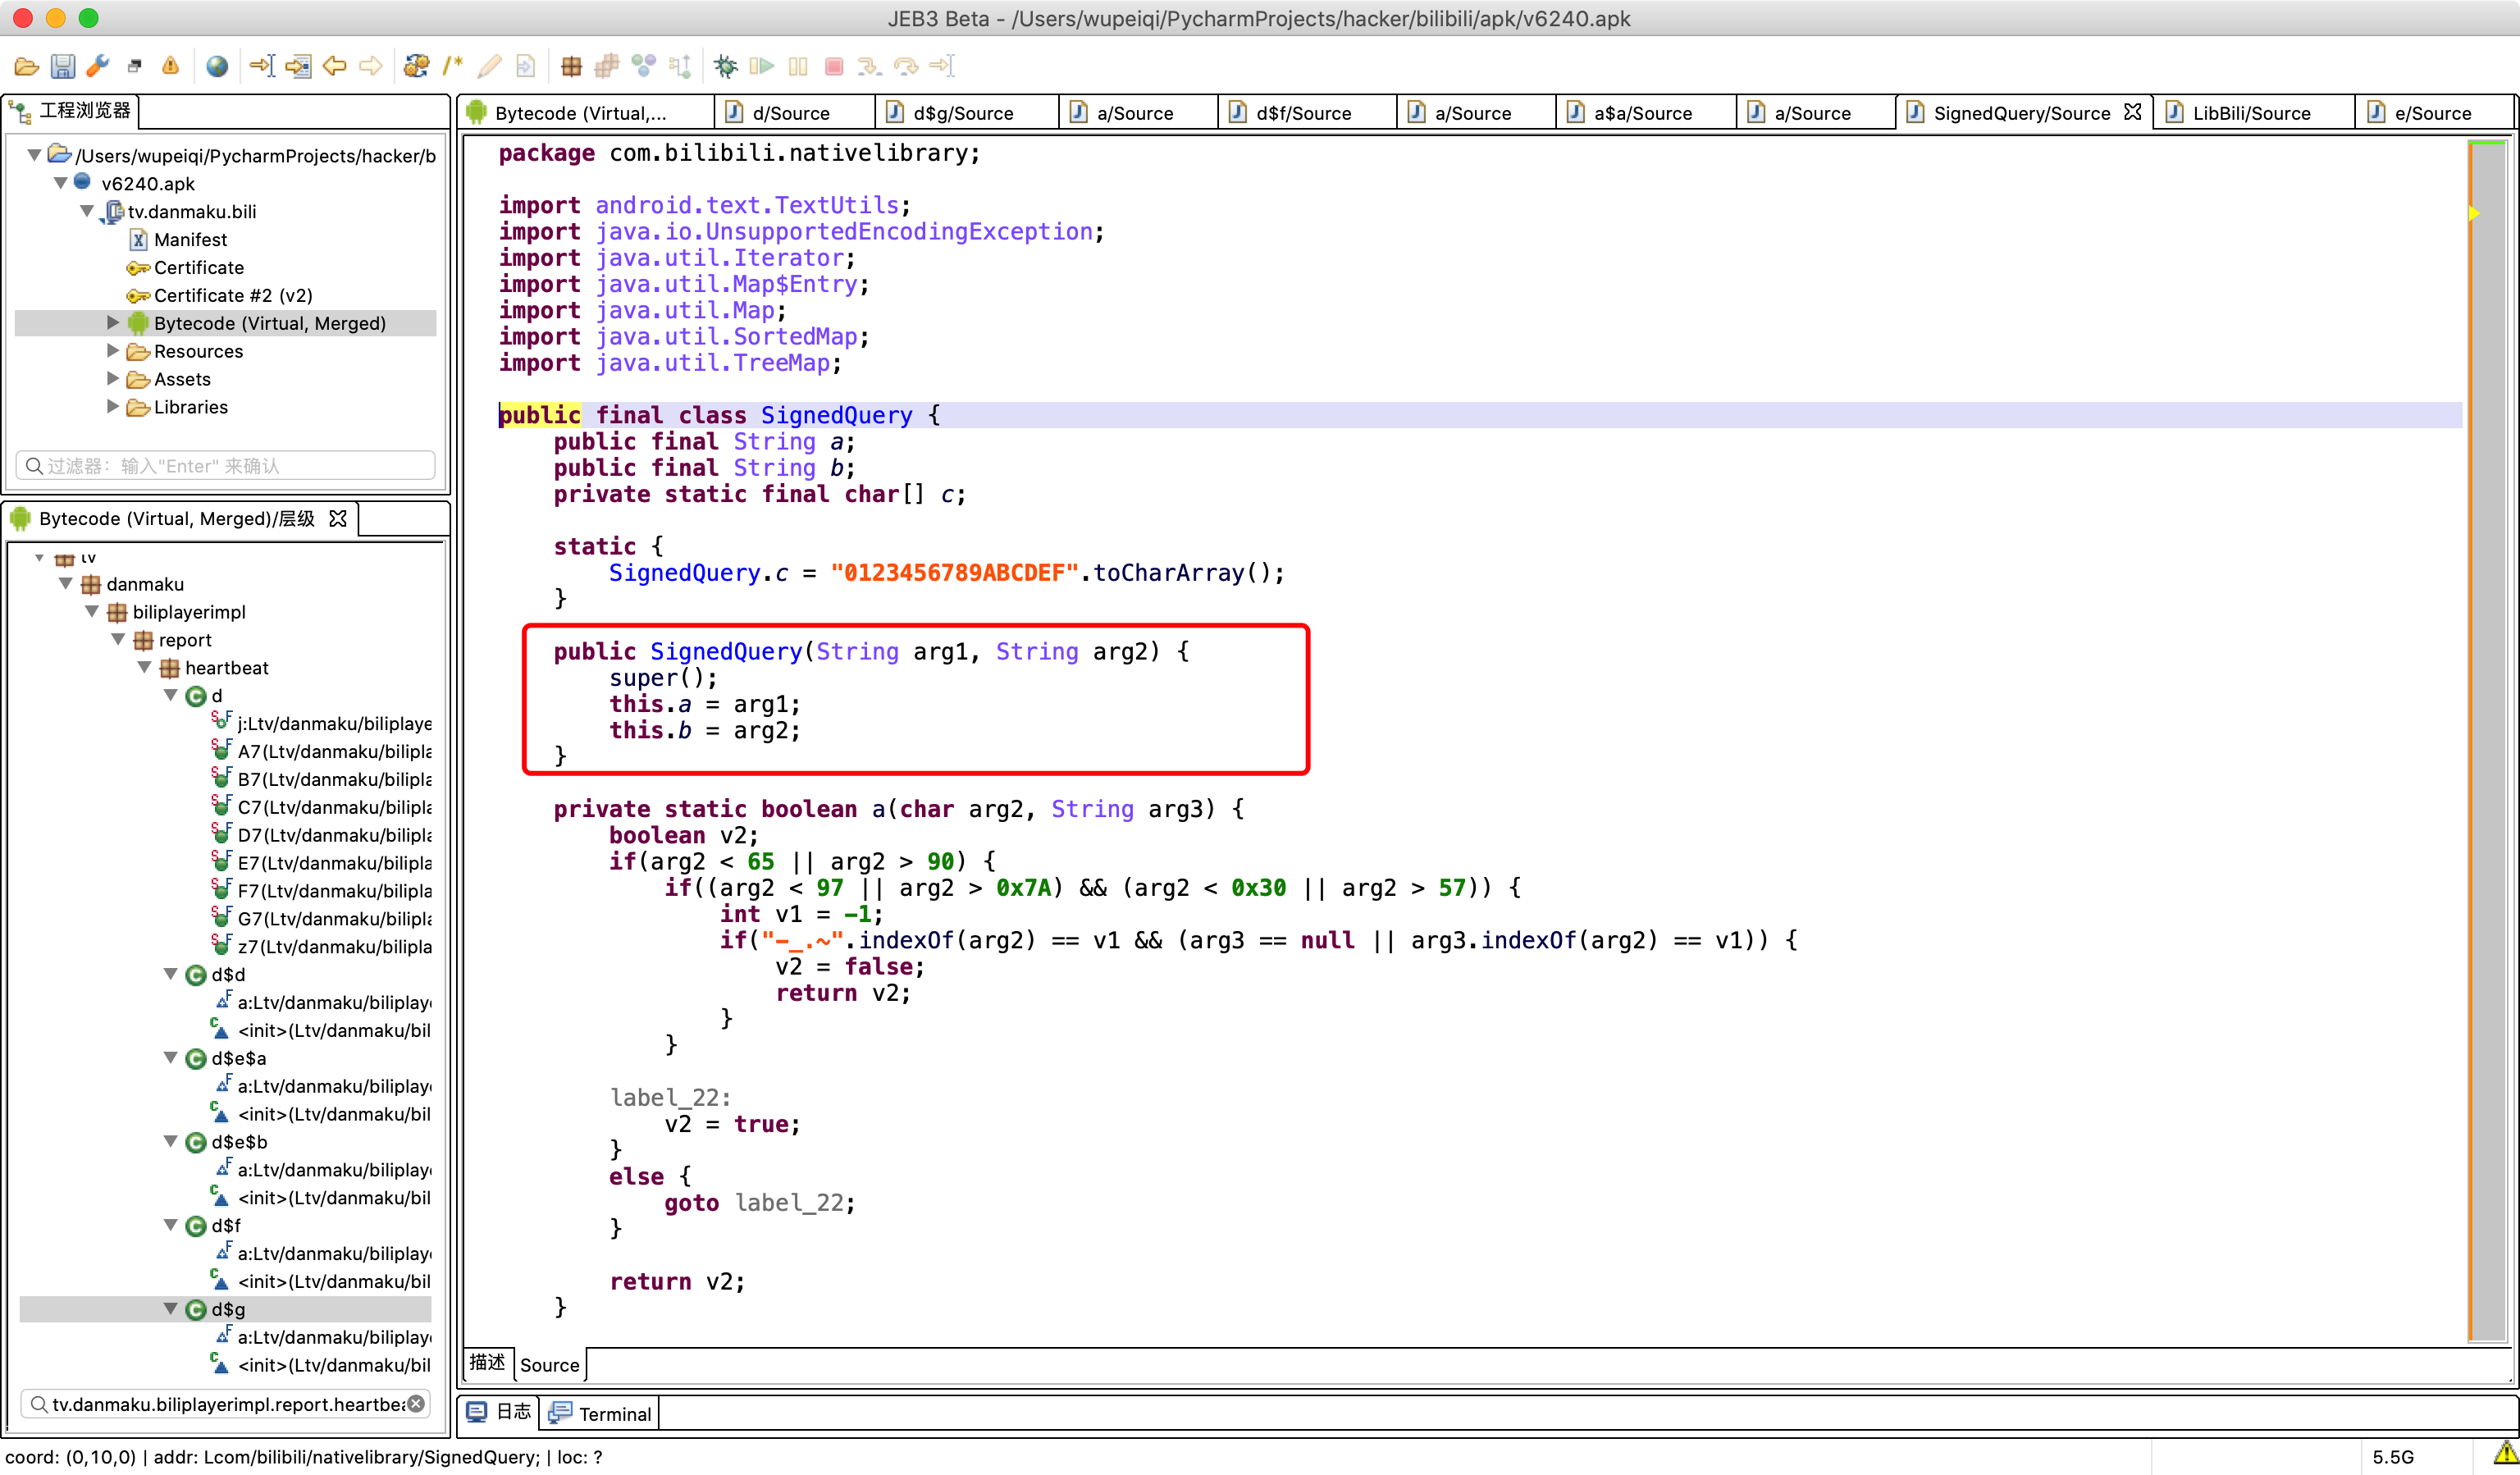 JEB3 Beta - /Users/wupeiqi/PycharmProjects/hacker/bilibili/apk/v6240.apk
工程浏览器
/Users/wupeiqi/PycharmProjects/hacker/b
v6240.apk
tv.danmaku.bili
Manifest
Certificate
Certificate #2 (v2)
Bytecode (Virtual, Merged)
Resources
Assets
Libraries
过滤器: 输入"Enter" 来确认
Bytecode (Virtual, Merged)/层级
tv
danmaku
biliplayerimpl
report
heartbeat
d
j:Ltv/danmaku/biliplaye
A7(Ltv/danmaku/bilipla
B7(Ltv/danmaku/bilipla
C7(Ltv/danmaku/bilipla
D7(Ltv/danmaku/bilipla
E7(Ltv/danmaku/bilipla
F7(Ltv/danmaku/bilipla
G7(Ltv/danmaku/bilipla
z7(Ltv/danmaku/bilipla
d$d
a:Ltv/danmaku/biliplay
<init>(Ltv/danmaku/bil
d$e$a
a:Ltv/danmaku/biliplay
<init>(Ltv/danmaku/bil
d$e$b
a:Ltv/danmaku/biliplay
<init>(Ltv/danmaku/bil
d$f
a:Ltv/danmaku/biliplay
<init>(Ltv/danmaku/bil
d$g
a:Ltv/danmaku/biliplay
<init>(Ltv/danmaku/bil
tv.danmaku.biliplayerimpl.report.heartbea
Bytecode (Virtual,... d/Source d$g/Source a/Source d$f/Source a/Source a$a/Source a/Source SignedQuery/Source LibBili/Source e/Source
package com.bilibili.nativelibrary;
import android.text.TextUtils;
import java.io.UnsupportedEncodingException;
import java.util.Iterator;
import java.util.Map$Entry;
import java.util.Map;
import java.util.SortedMap;
import java.util.TreeMap;
public final class SignedQuery {
public final String a;
public final String b;
private static final char[] c;
static {
SignedQuery.c = "0123456789ABCDEF".toCharArray();
}
public SignedQuery(String arg1, String arg2) {
super();
this.a = arg1;
this.b = arg2;
}
private static boolean a(char arg2, String arg3) {
boolean v2;
if(arg2 < 65 || arg2 > 90) {
if((arg2 < 97 || arg2 > 0x7A) && (arg2 < 0x30 || arg2 > 57)) {
int v1 = -1;
if("-_.~".indexOf(arg2) == v1 && (arg3 == null || arg3.indexOf(arg2) == v1)) {
v2 = false;
return v2;
}
}
label_22:
v2 = true;
}
else {
goto label_22;
}
return v2;
}
描述 Source
日志 Terminal
coord: (0,10,0) | addr: Lcom/bilibili/nativelibrary/SignedQuery; | loc: ?
5.5G